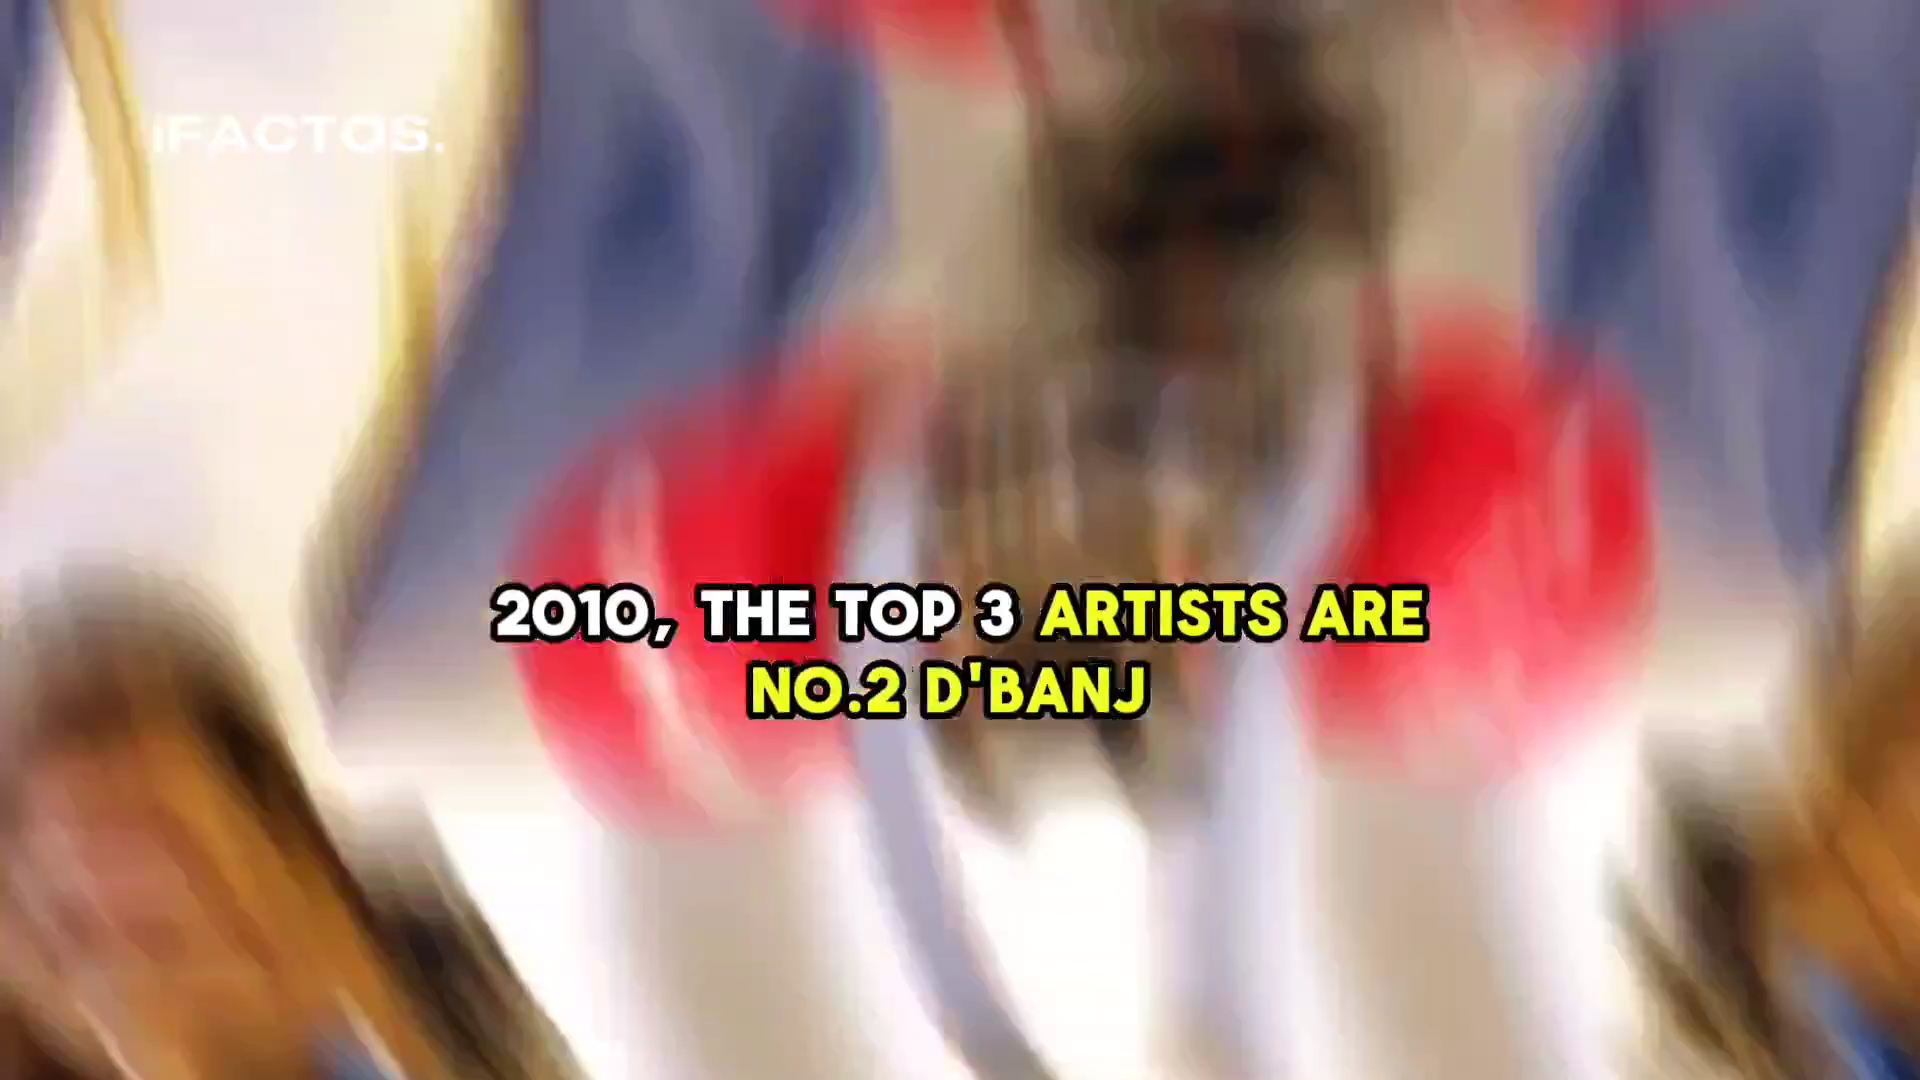 iFACTOS.
2010, THE TOP 3 ARTISTS ARE
NO.2 D'BANJ